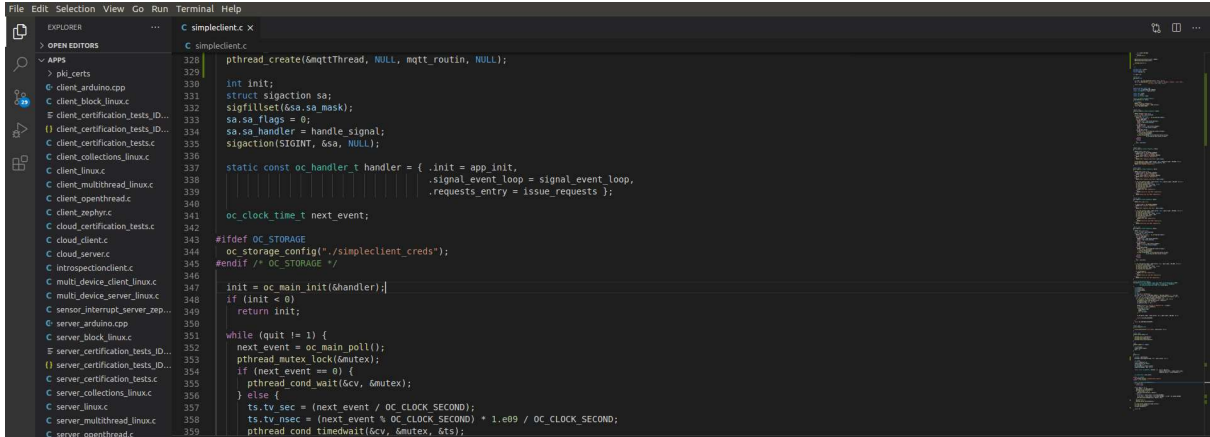 File Edit Selection View Go Run Terminal Help
EXPLORER ...
OPEN EDITORS
APPS
pki_certs
client_arduino.cpp
client_block_linux.c
client_certification_tests_ID...
client_certification_tests_ID...
client_certification_tests.c
client_collections_linux.c
client_linux.c
client_multithread_linux.c
client_openthread.c
client_zephyr.c
cloud_certification_tests.c
cloud_client.c
cloud_server.c
introspectionclient.c
multi_device_client_linux.c
multi_device_server_linux.c
sensor_interrupt_server_zep...
server_arduino.cpp
server_block_linux.c
server_certification_tests_ID...
server_certification_tests_ID...
server_certification_tests.c
server_collections_linux.c
server_linux.c
server_multithread_linux.c
server_openthread.c
29
C simpleclient.c ×
C simpleclient.c
328 pthread_create(&mqttThread, NULL, mqtt_routin, NULL);
329
330 int init;
331 struct sigaction sa;
332 sigfillset(&sa.sa_mask);
333 sa.sa_flags = 0;
334 sa.sa_handler = handle_signal;
335 sigaction(SIGINT, &sa, NULL);
336
337 static const oc_handler_t handler = { .init = app_init,
338 .signal_event_loop = signal_event_loop,
339 .requests_entry = issue_requests };
340
341 oc_clock_time_t next_event;
342
343 #ifdef OC_STORAGE
344 oc_storage_config("./simpleclient_creds");
345 #endif /* OC_STORAGE */
346
347 init = oc_main_init(&handler);
348 if (init < 0)
349 return init;
350
351 while (quit != 1) {
352 next_event = oc_main_poll();
353 pthread_mutex_lock(&mutex);
354 if (next_event == 0) {
355 pthread_cond_wait(&cv, &mutex);
356 } else {
357 ts.tv_sec = (next_event / OC_CLOCK_SECOND);
358 ts.tv_nsec = (next_event % OC_CLOCK_SECOND) * 1.e09 / OC_CLOCK_SECOND;
359 pthread_cond_timedwait(&cv, &mutex, &ts);